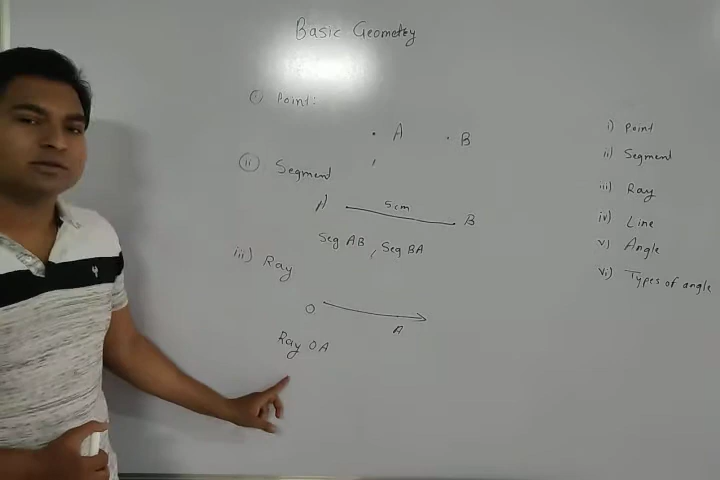 Basic Geometry
(i) Point:
A B
(ii) Segment
A 5cm B
Seg AB, Seg BA
iii) Ray
O A
Ray OA
i) Point
ii) Segment
iii) Ray
iv) Line
v) Angle
vi) Types of angle